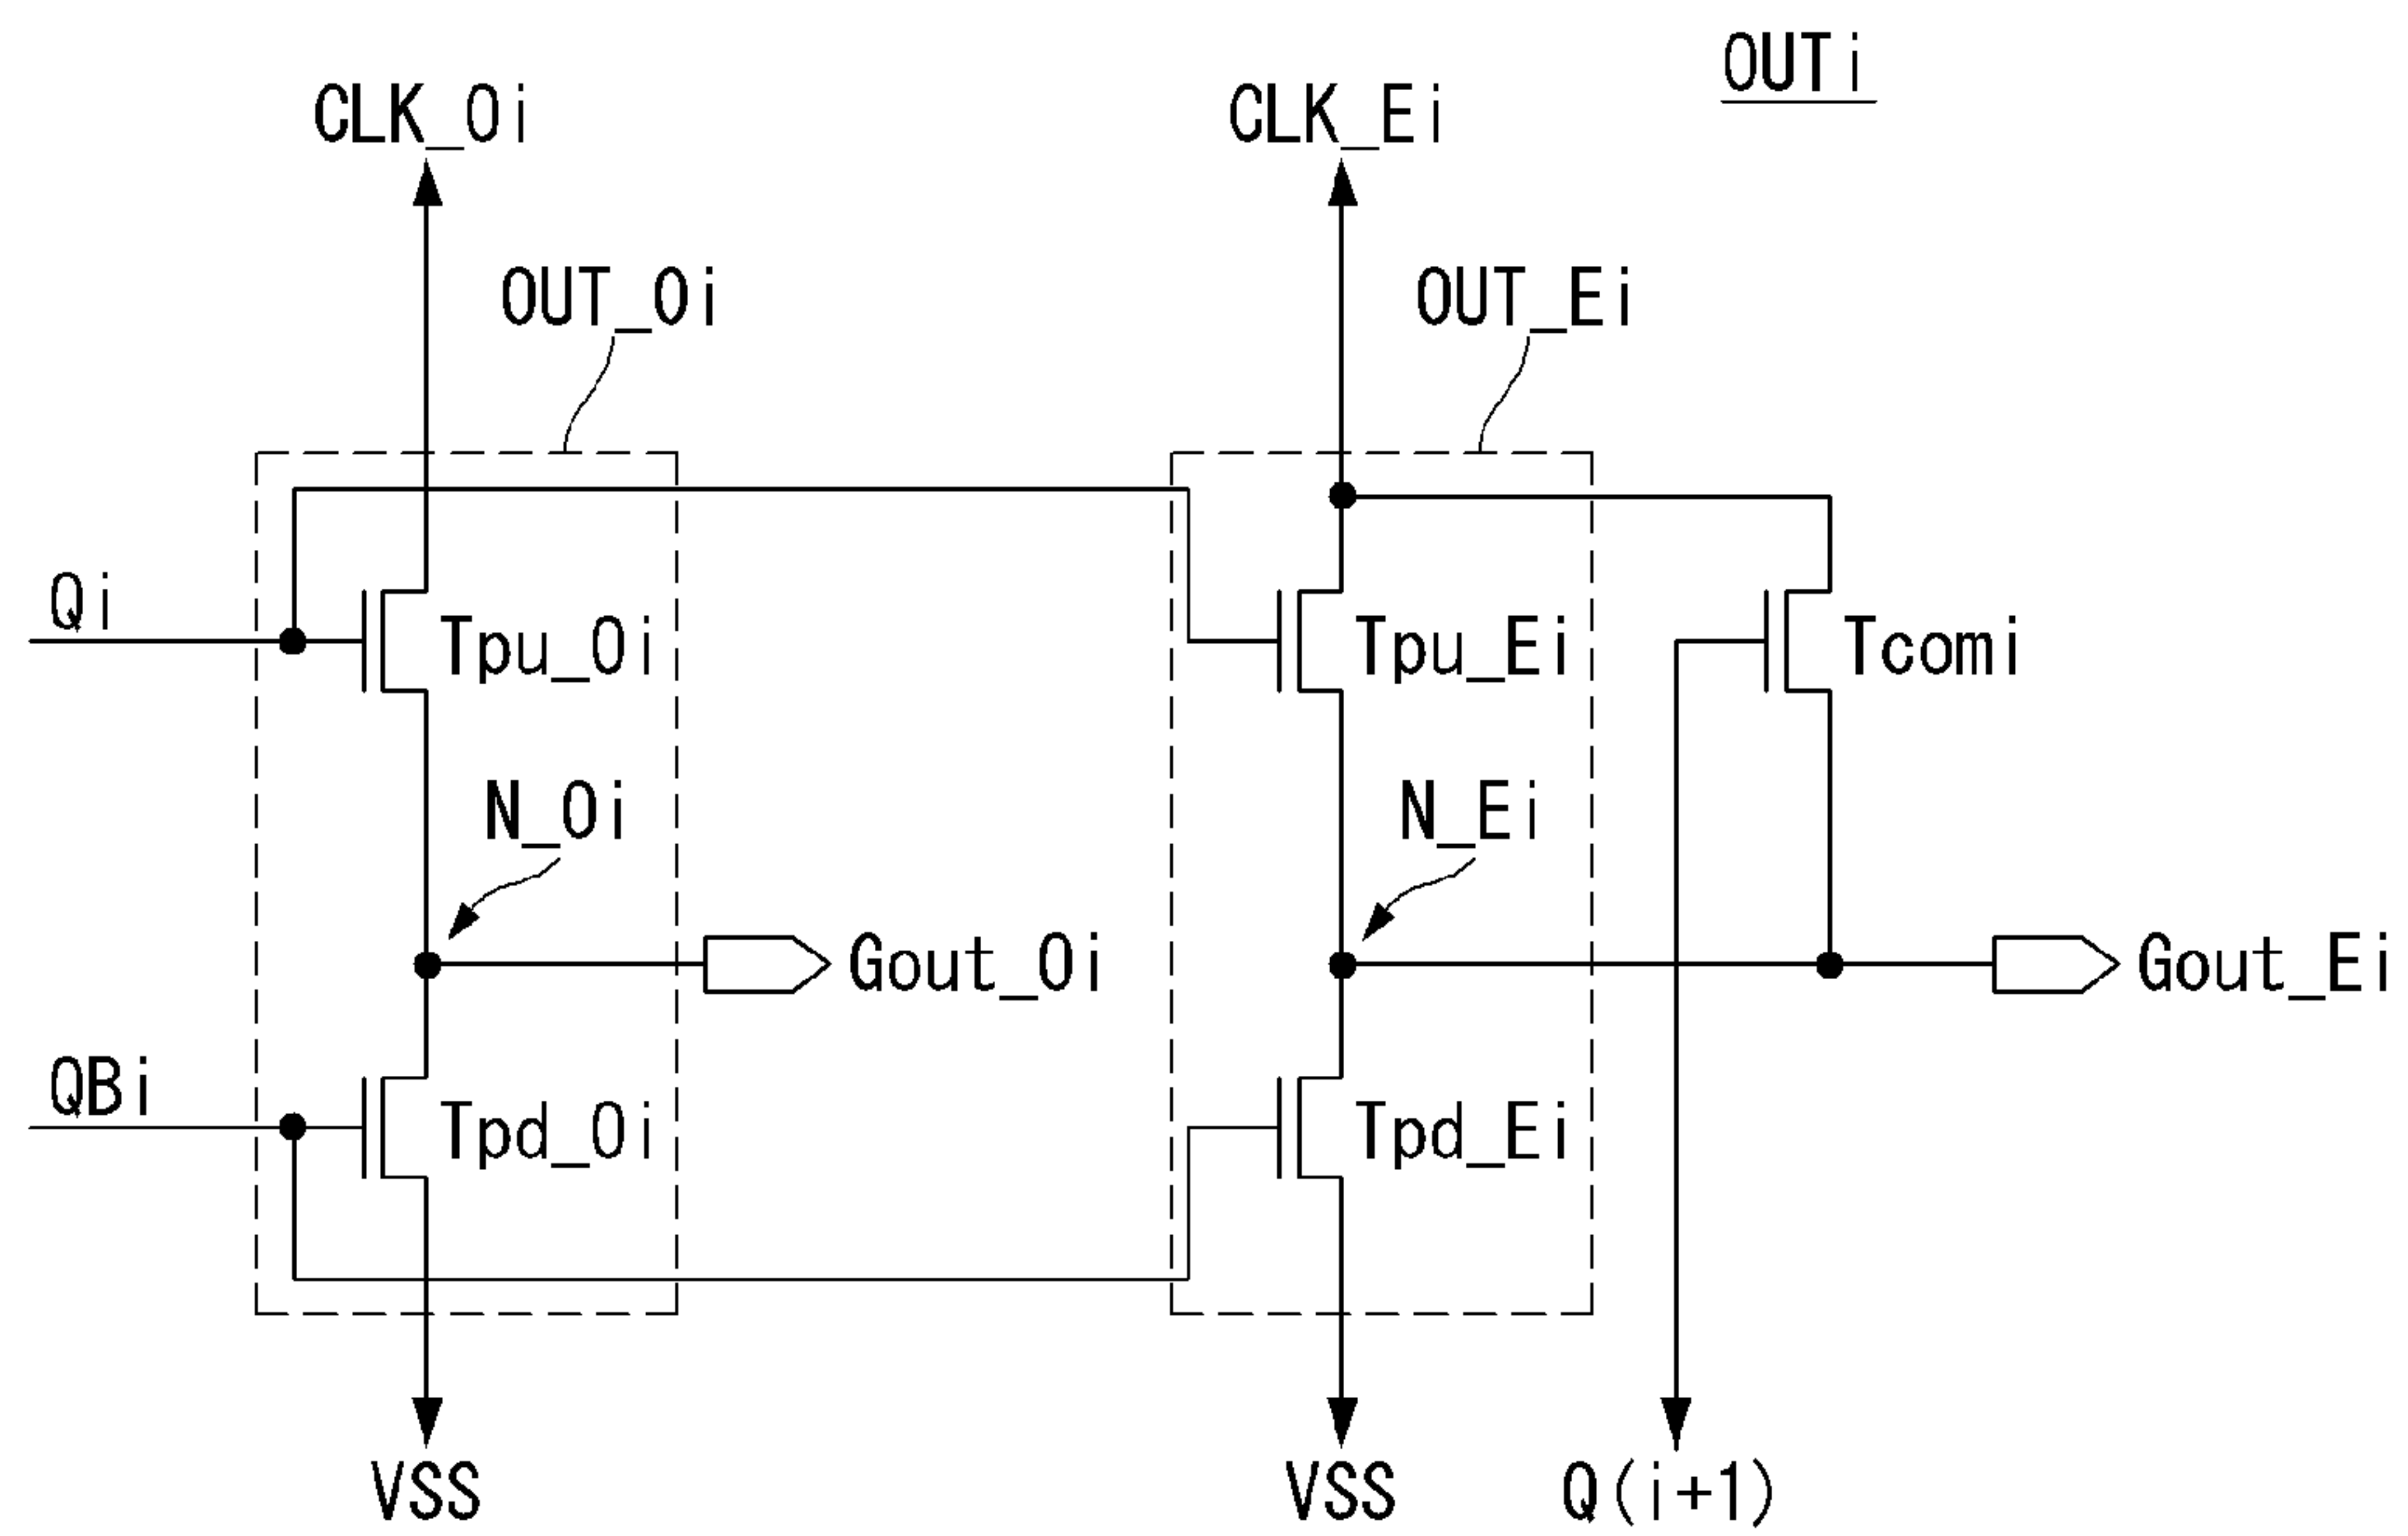 OUTi
CLK_Oi
CLK_Ei
OUT_Oi
OUT_Ei
Qi
Tpu_Oi
Tpu_Ei
Tcomi
N_Oi
N_Ei
Gout_Oi
Gout_Ei
QBi
Tpd_Oi
Tpd_Ei
VSS
VSS
Q(i+1)